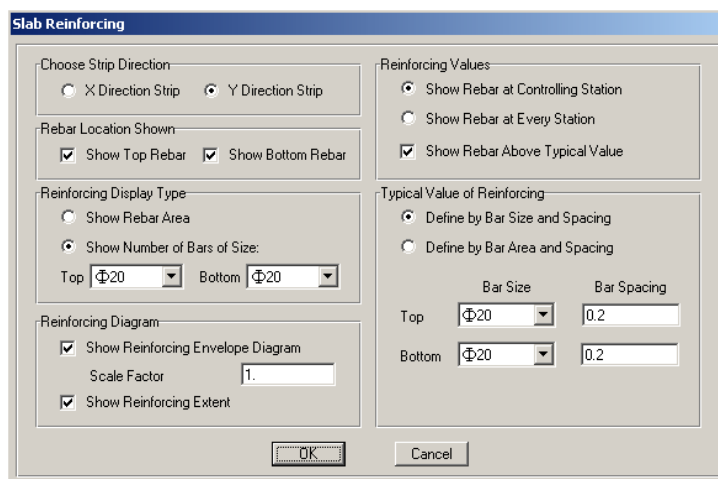 Slab Reinforcing
Choose Strip Direction
X Direction Strip
Y Direction Strip
Rebar Location Shown
Show Top Rebar
Show Bottom Rebar
Reinforcing Display Type
Show Rebar Area
Show Number of Bars of Size:
Top Φ20
Bottom Φ20
Reinforcing Diagram
Show Reinforcing Envelope Diagram
Scale Factor 1.
Show Reinforcing Extent
Reinforcing Values
Show Rebar at Controlling Station
Show Rebar at Every Station
Show Rebar Above Typical Value
Typical Value of Reinforcing
Define by Bar Size and Spacing
Define by Bar Area and Spacing
Bar Size Bar Spacing
Top Φ20 0.2
Bottom Φ20 0.2
OK
Cancel